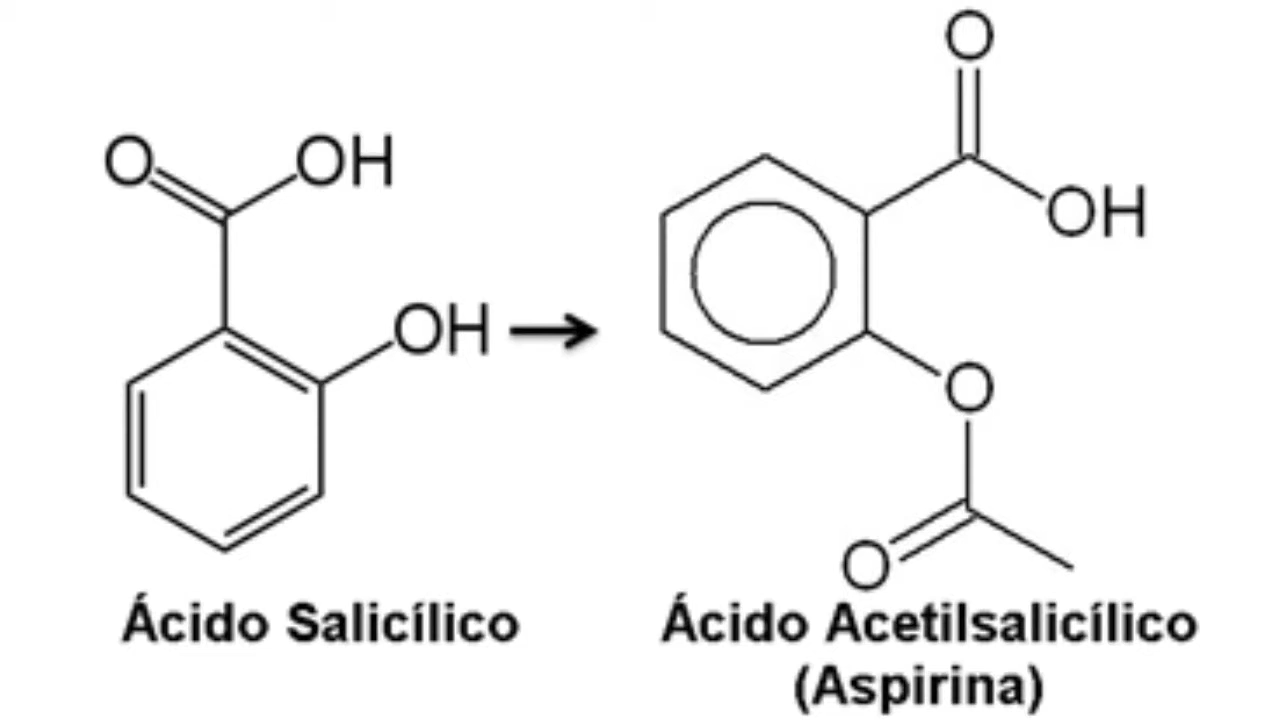 O
OH
OH
Ácido Salicílico
O
OH
O
O
Ácido Acetilsalicílico
(Aspirina)